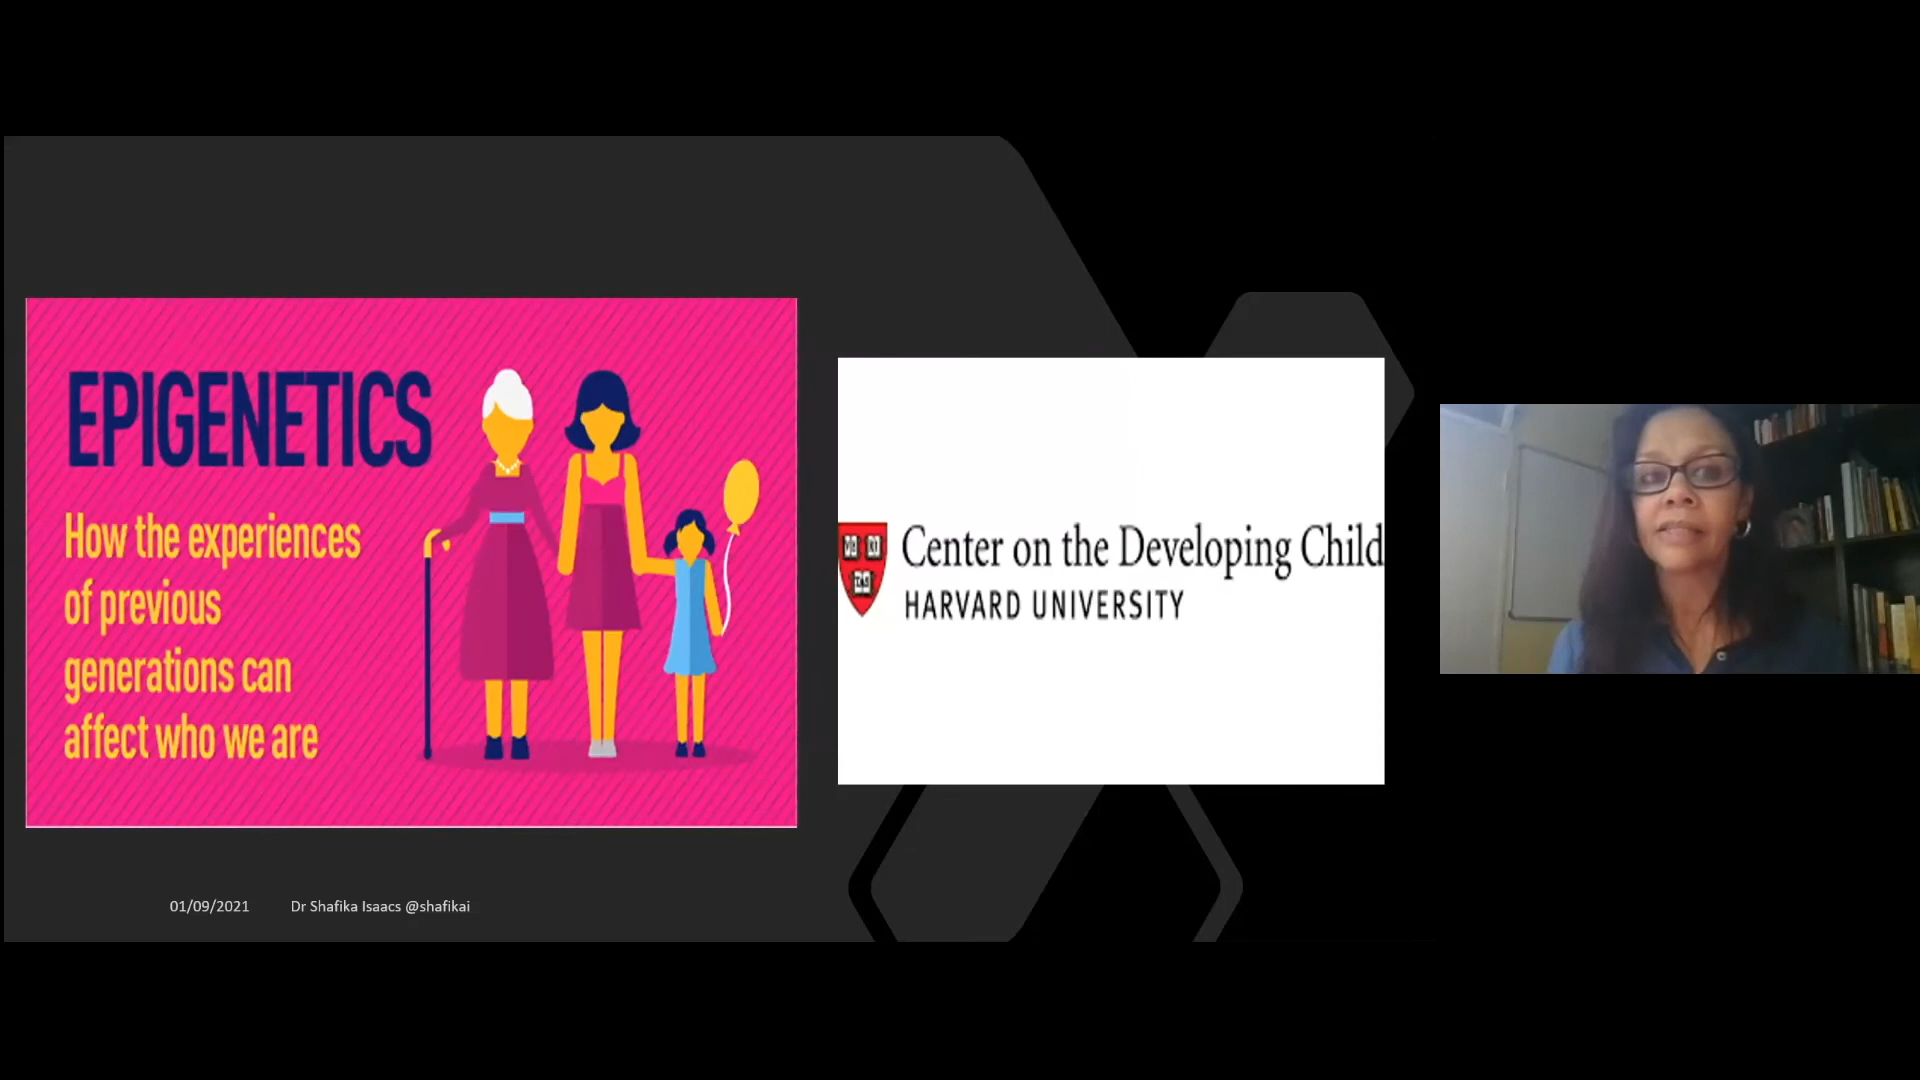 EPIGENETICS
How the experiences
of previous
generations can
affect who we are
Center on the Developing Child
HARVARD UNIVERSITY
01/09/2021 Dr Shafika Isaacs @shafikai